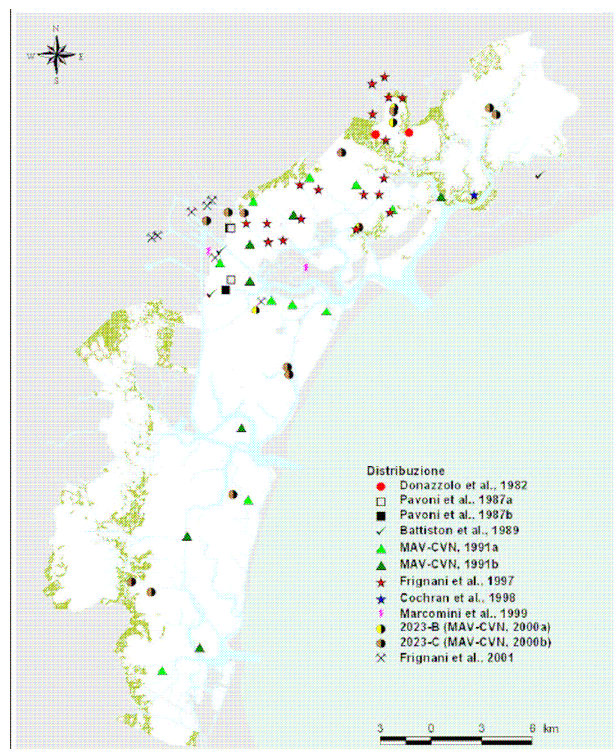 N
W E
S
Distribuzione
Donazzolo et al., 1982
Pavoni et al., 1987a
Pavoni et al., 1987b
Battiston et al., 1989
MAV-CVN, 1991a
MAV-CVN, 1991b
Frignani et al., 1997
Cochran et al., 1998
Marcomini et al., 1999
2023-B (MAV-CVN, 2000a)
2023-C (MAV-CVN, 2000b)
Frignani et al., 2001
3 0 3 6 km